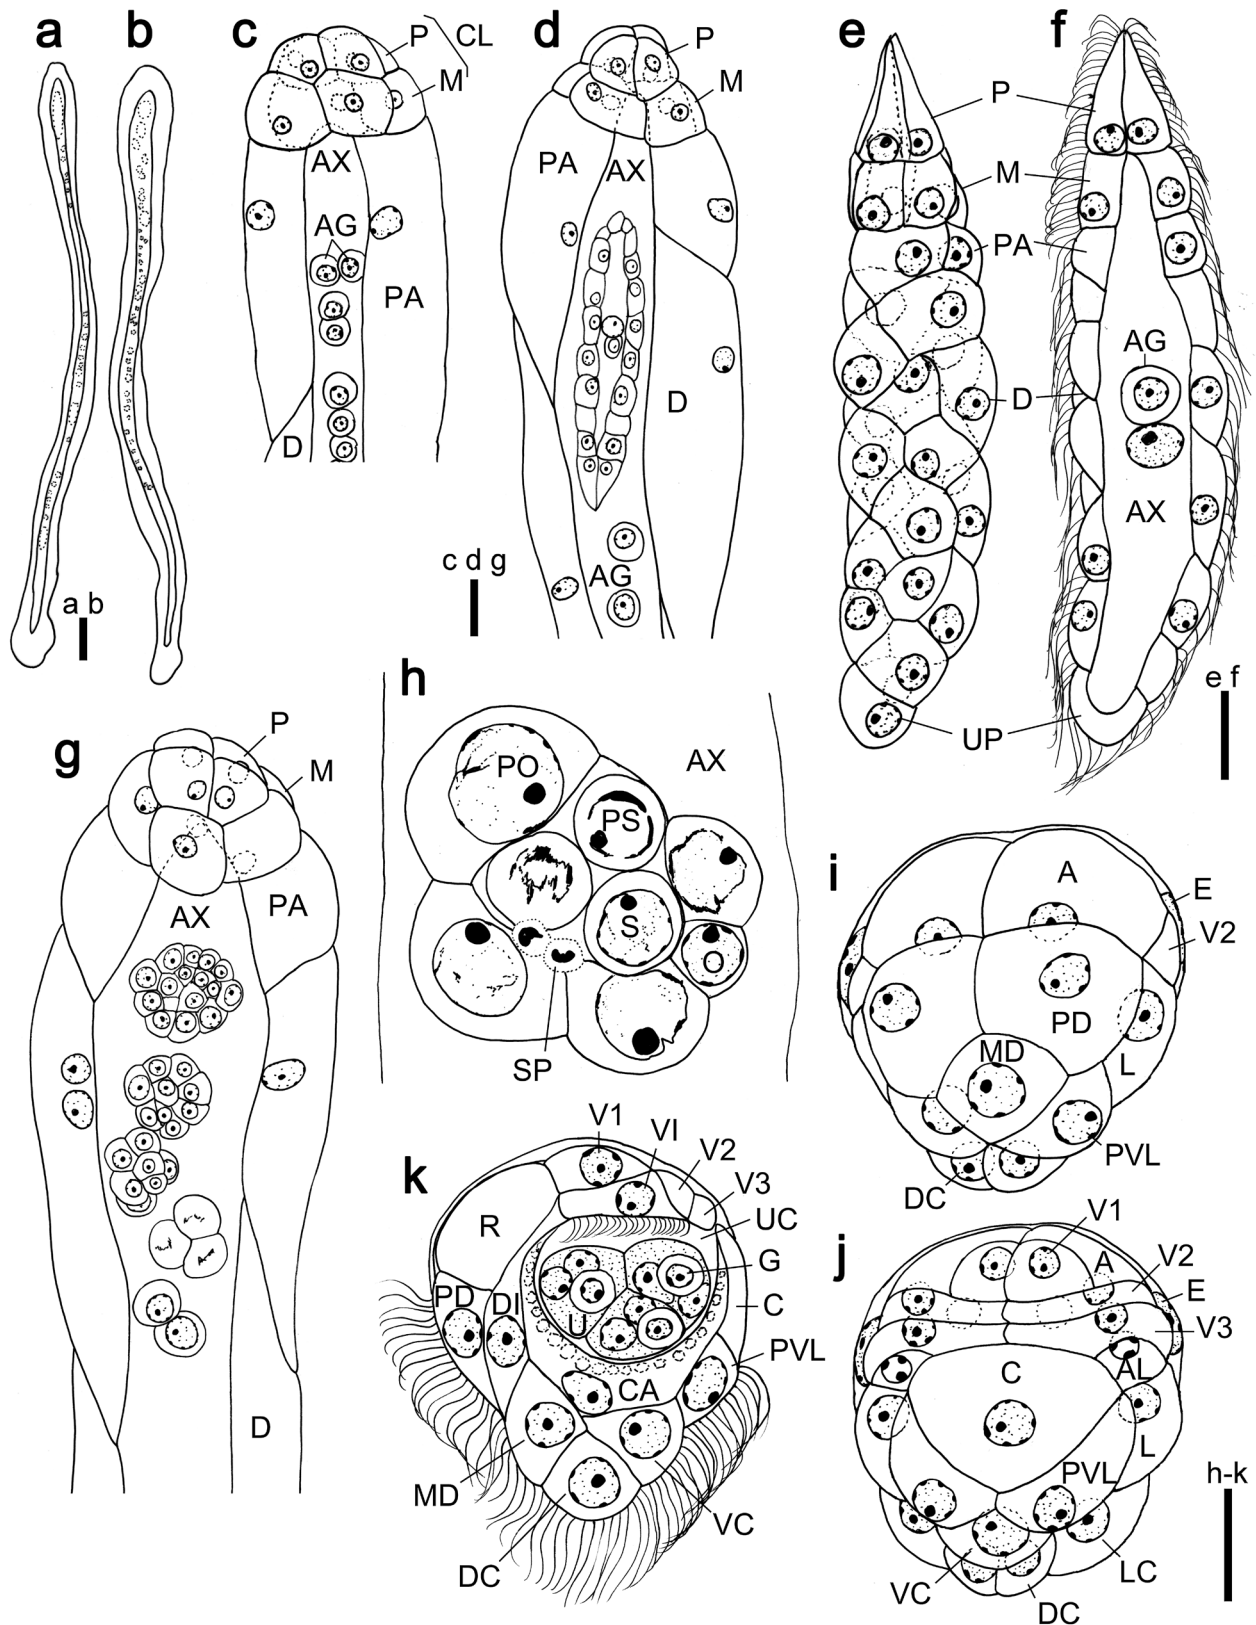 a
b
c
P
CL
M
AX
AG
PA
D
d
P
M
PA
AX
D
AG
e
f
P
M
PA
D
AG
AX
UP
a b
c d g
e f
g
P
M
AX
PA
D
h
PO
PS
AX
S
O
SP
i
A
E
V2
PD
MD
L
PVL
DC
j
V1
A
V2
E
V3
C
AL
L
PVL
VC
LC
DC
h-k
k
V1
VI
V2
V3
UC
R
G
PD
DI
U
C
PVL
CA
MD
VC
DC